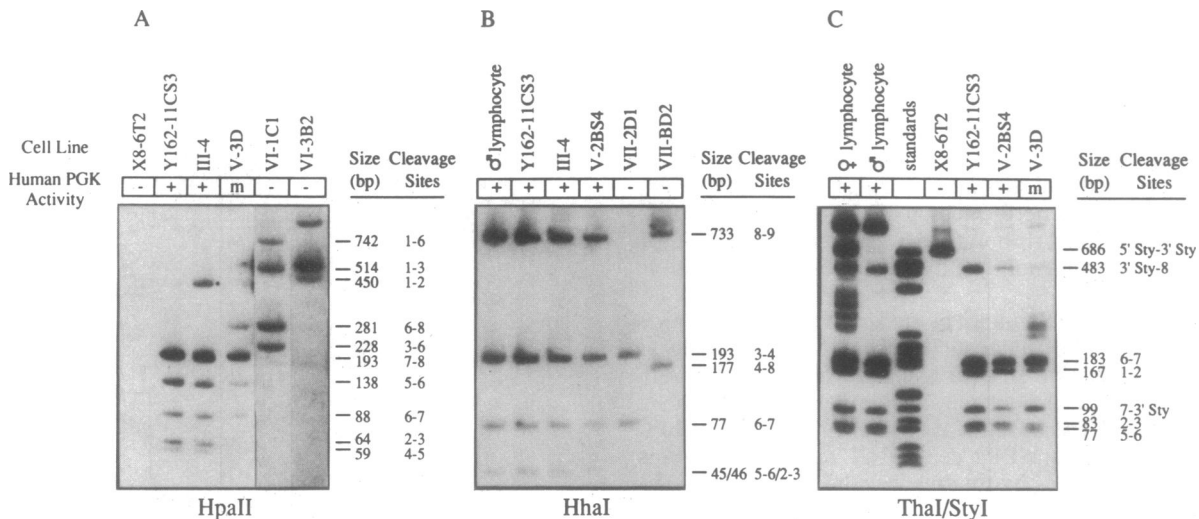 A
B
C
X8-6T2
Y162-11CS3
III-4
V-3D
VI-1C1
VI-3B2
♂ lymphocyte
Y162-11CS3
III-4
V-2BS4
VII-2D1
VII-BD2
♀ lymphocyte
♂ lymphocyte
standards
X8-6T2
Y162-11CS3
V-2BS4
V-3D
Cell Line
Human PGK
Activity
- + + m - -
Size Cleavage
(bp) Sites
742 1-6
514 1-3
450 1-2
281 6-8
228 3-6
193 7-8
138 5-6
88 6-7
64 2-3
59 4-5
HpaII
+ + + + - -
Size Cleavage
(bp) Sites
733 8-9
193 3-4
177 4-8
77 6-7
45/46 5-6/2-3
HhaI
+ + - + + m
Size Cleavage
(bp) Sites
686 5' Sty-3' Sty
483 3' Sty-8
183 6-7
167 1-2
99 7-3' Sty
83 2-3
77 5-6
ThaI/StyI